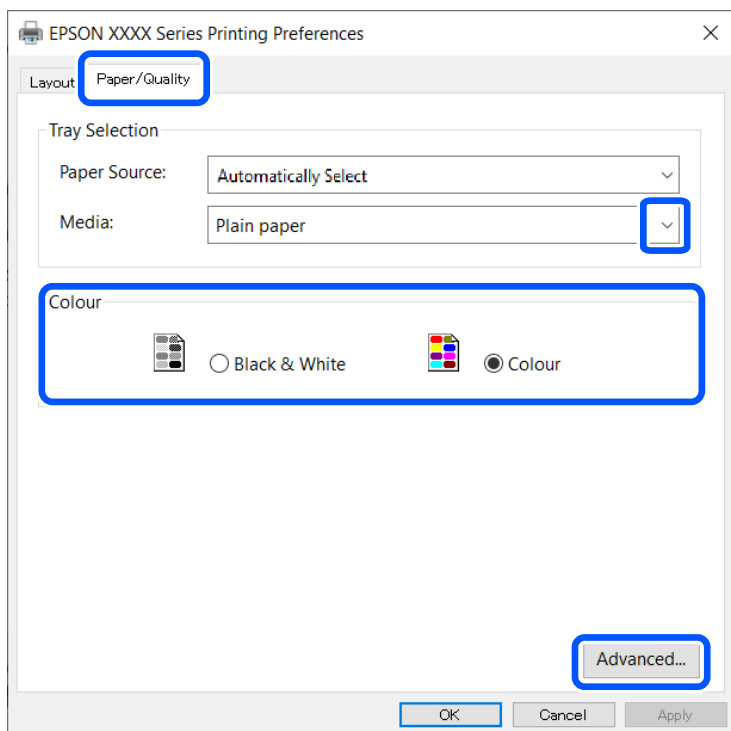 EPSON XXXX Series Printing Preferences
Layout Paper/Quality
Tray Selection
Paper Source: Automatically Select
Media: Plain paper
Colour
Black & White Colour
Advanced...
OK Cancel Apply